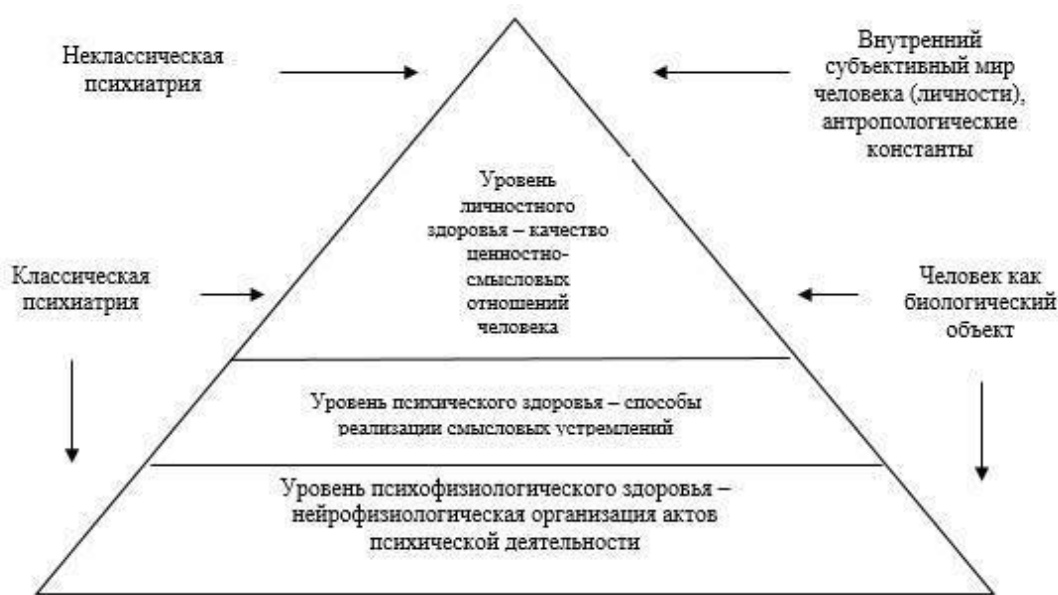 Неклассическая
психиатрия
Внутренний
субъективный мир
человека (личности),
антропологические
константы
Уровень
личностного
здоровья – качество
ценностно-
смысловых
отношений
человека
Классическая
психиатрия
Человек как
биологический
объект
Уровень психического здоровья – способы
реализации смысловых устремлений
Уровень психофизиологического здоровья –
нейрофизиологическая организация актов
психической деятельности